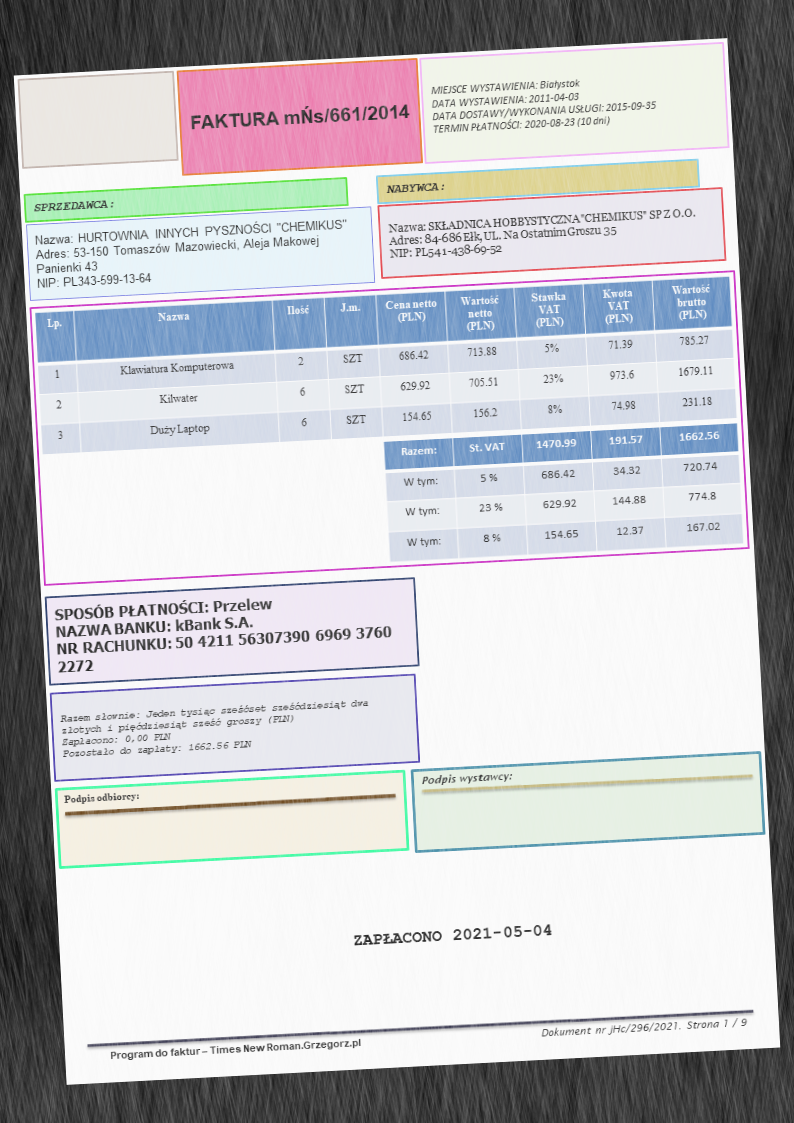 FAKTURA mŃs/661/2014
MIEJSCE WYSTAWIENIA: Białystok
DATA WYSTAWIENIA: 2011-04-03
DATA DOSTAWY/WYKONANIA USŁUGI: 2015-09-35
TERMIN PŁATNOŚCI: 2020-08-23 (10 dni)
SPRZEDAWCA:
Nazwa: HURTOWNIA INNYCH PYSZNOŚCI "CHEMIKUS"
Adres: 53-150 Tomaszów Mazowiecki, Aleja Makowej
Panienki 43
NIP: PL343-599-13-64
NABYWCA:
Nazwa: SKŁADNICA HOBBYSTYCZNA"CHEMIKUS" SP Z O.O.
Adres: 84-686 Ełk, UL. Na Ostatnim Groszu 35
NIP: PL541-438-69-52
Lp. Nazwa Ilość J.m. Cena netto (PLN) Wartość netto (PLN) Stawka VAT (PLN) Kwota VAT (PLN) Wartość brutto (PLN)
1 Klawiatura Komputerowa 2 SZT 686.42 713.88 5% 71.39 785.27
2 Kilwater 6 SZT 629.92 705.51 23% 973.6 1679.11
3 Duży Laptop 6 SZT 154.65 156.2 8% 74.98 231.18
Razem: St. VAT 1470.99 191.57 1662.56
W tym: 5 % 686.42 34.32 720.74
W tym: 23 % 629.92 144.88 774.8
W tym: 8 % 154.65 12.37 167.02
SPOSÓB PŁATNOŚCI: Przelew
NAZWA BANKU: kBank S.A.
NR RACHUNKU: 50 4211 56307390 6969 3760
2272
Razem słownie: Jeden tysiąc sześćset sześćdziesiąt dwa
złotych i pięćdziesiąt sześć groszy (PLN)
Zapłacono: 0,00 PLN
Pozostało do zapłaty: 1662.56 PLN
Podpis odbiorcy:
Podpis wystawcy:
ZAPŁACONO 2021-05-04
Program do faktur – Times New Roman.Grzegorz.pl
Dokument nr jHc/296/2021. Strona 1 / 9